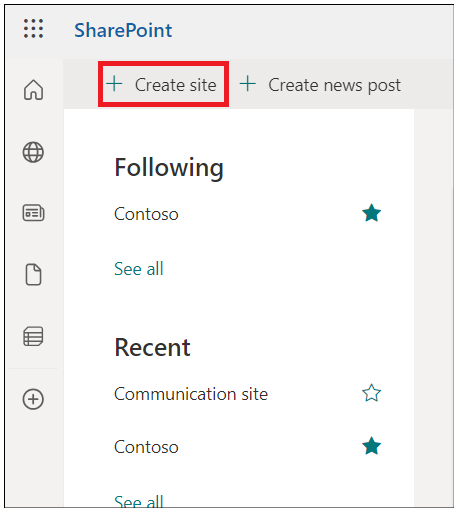 SharePoint
+ Create site + Create news post
Following
Contoso
See all
Recent
Communication site
Contoso
See all